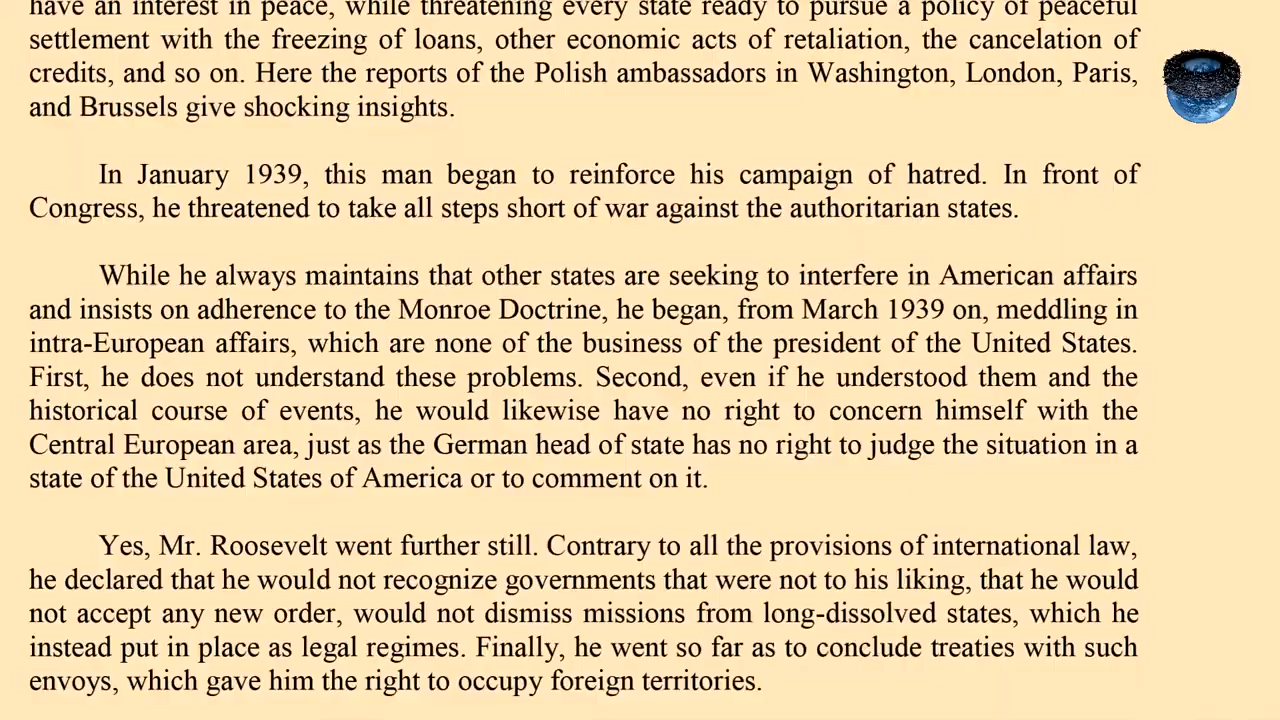 have an interest in peace, while threatening every state ready to pursue a policy of peaceful
settlement with the freezing of loans, other economic acts of retaliation, the cancelation of
credits, and so on. Here the reports of the Polish ambassadors in Washington, London, Paris,
and Brussels give shocking insights.
In January 1939, this man began to reinforce his campaign of hatred. In front of
Congress, he threatened to take all steps short of war against the authoritarian states.
While he always maintains that other states are seeking to interfere in American affairs
and insists on adherence to the Monroe Doctrine, he began, from March 1939 on, meddling in
intra-European affairs, which are none of the business of the president of the United States.
First, he does not understand these problems. Second, even if he understood them and the
historical course of events, he would likewise have no right to concern himself with the
Central European area, just as the German head of state has no right to judge the situation in a
state of the United States of America or to comment on it.
Yes, Mr. Roosevelt went further still. Contrary to all the provisions of international law,
he declared that he would not recognize governments that were not to his liking, that he would
not accept any new order, would not dismiss missions from long-dissolved states, which he
instead put in place as legal regimes. Finally, he went so far as to conclude treaties with such
envoys, which gave him the right to occupy foreign territories.